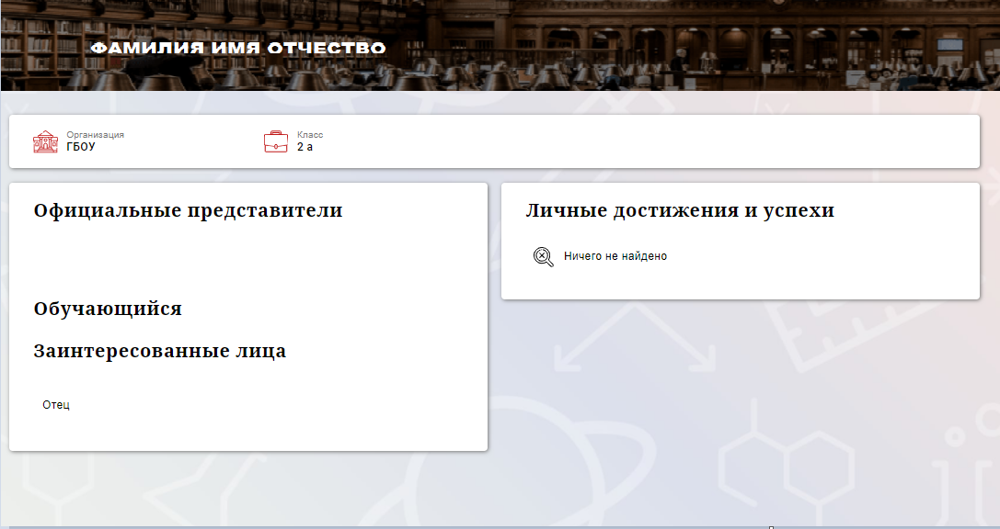 ФАМИЛИЯ ИМЯ ОТЧЕСТВО
Организация
ГБОУ
Класс
2 а
Официальные представители
Обучающийся
Заинтересованные лица
Отец
Личные достижения и успехи
Ничего не найдено